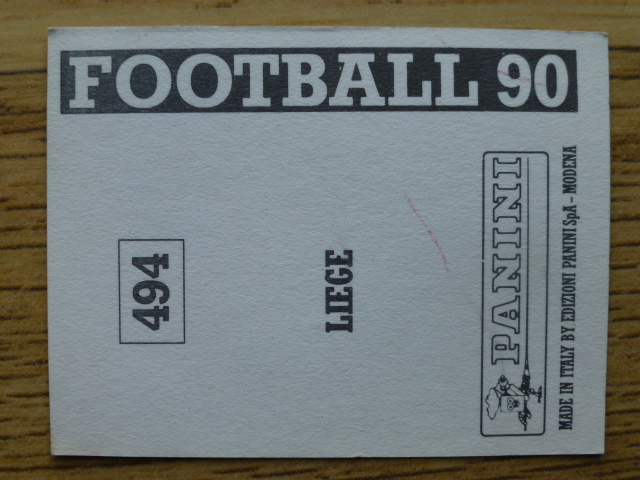 FOOTBALL 90
494
LIEGE
PANINI
MADE IN ITALY BY EDIZIONI PANINI SpA - MODENA